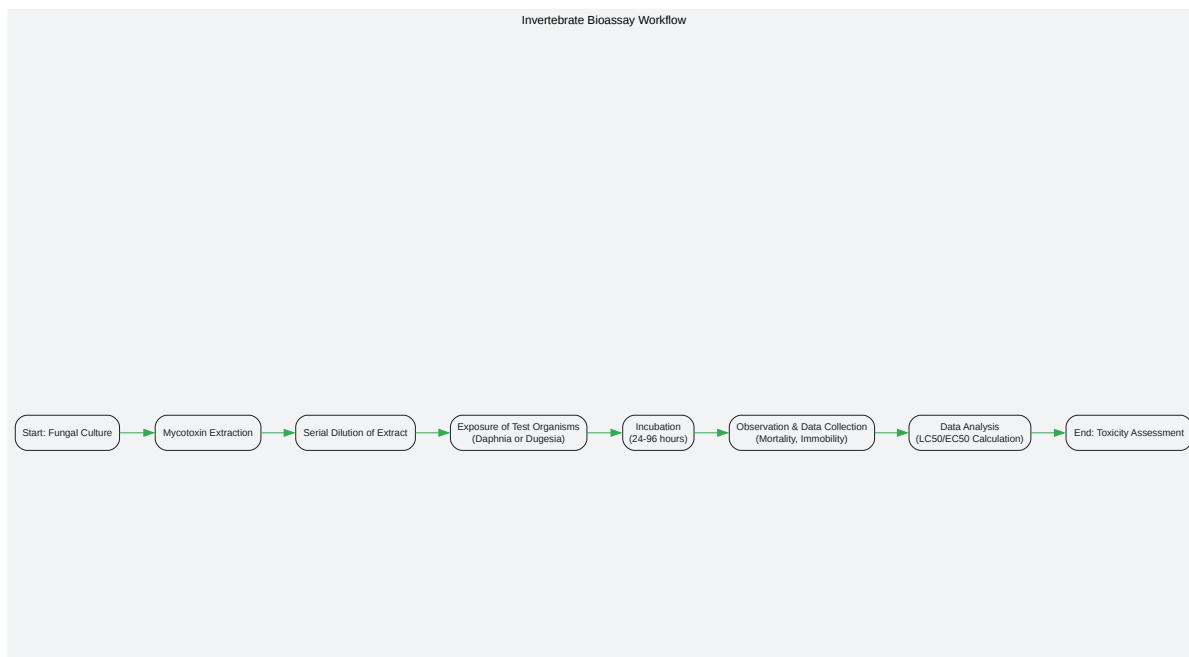 Invertebrate Bioassay Workflow
Start: Fungal Culture
Mycotoxin Extraction
Serial Dilution of Extract
Exposure of Test Organisms
(Daphnia or Dugesia)
Incubation
(24-96 hours)
Observation & Data Collection
(Mortality, Immobility)
Data Analysis
(LC50/EC50 Calculation)
End: Toxicity Assessment